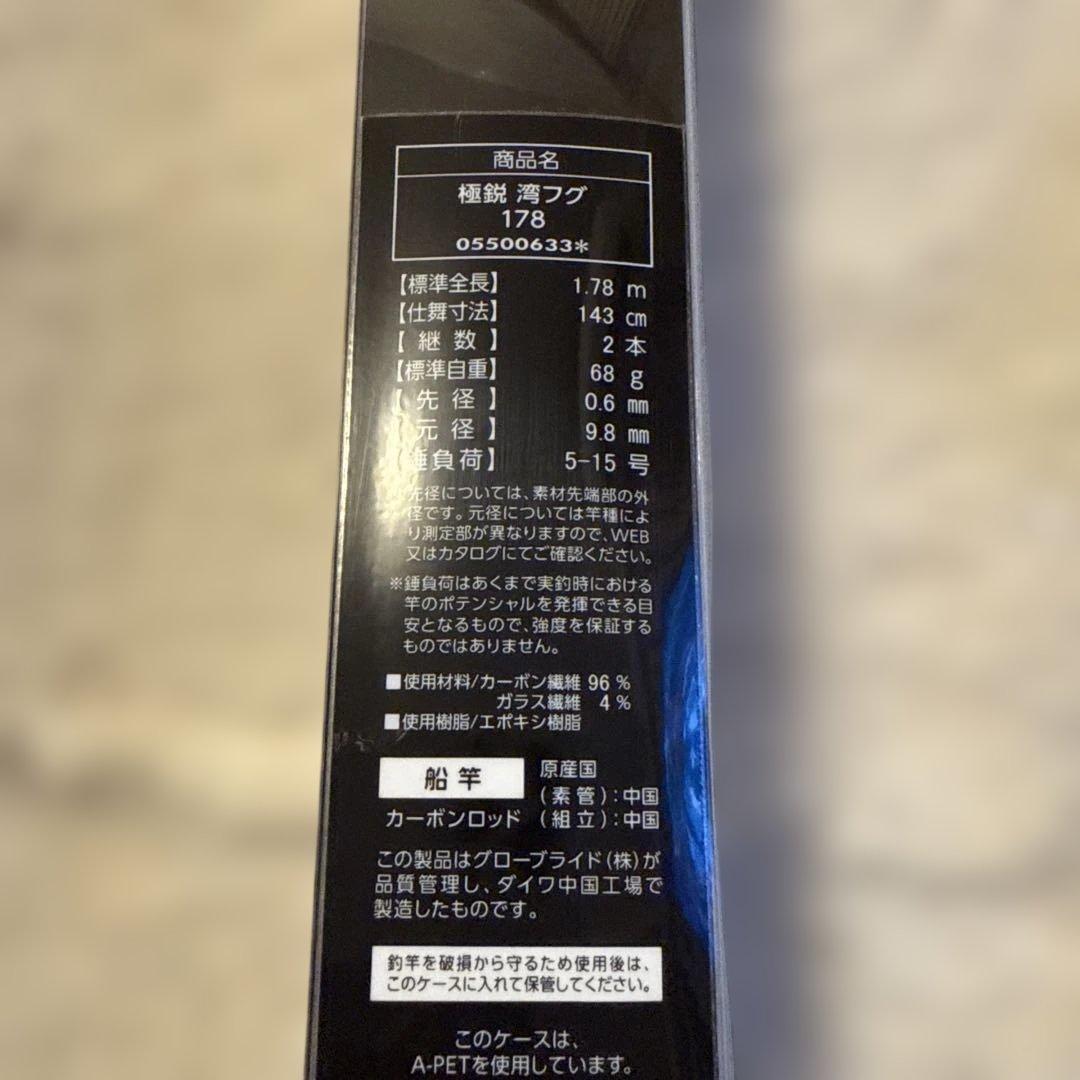 商品名
極鋭 湾フグ
178
05500633*
【標準全長】 1.78 m
【仕舞寸法】 143 ㎝
【 継 数 】 2 本
【標準自重】 68 g
【 先 径 】 0.6 ㎜
元 径 】 9.8 ㎜
錘負荷】 5-15 号
先径については、素材先端部の外
径です。元径については竿種によ
り測定部が異なりますので、WEB
又はカタログにてご確認ください。
※錘負荷はあくまで実釣時における
竿のポテンシャルを発揮できる目
安となるもので、強度を保証する
ものではありません。
■使用材料/カーボン繊維 96 %
ガラス繊維 4 %
■使用樹脂/エポキシ樹脂
船 竿 原産国
(素管):中国
カーボンロッド (組立):中国
この製品はグローブライド(株)が
品質管理し、ダイワ中国工場で
製造したものです。
釣竿を破損から守るため使用後は、
このケースに入れて保管してください。
このケースは、
A-PETを使用しています。